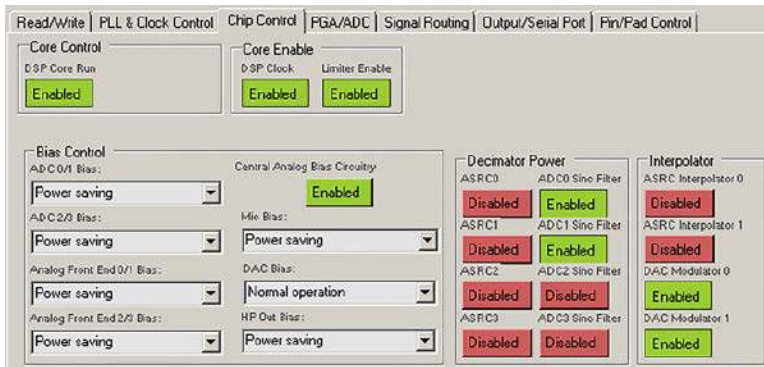 Read/Write PLL & Clock Control Chip Control PGA/ADC Signal Routing Output/Serial Port Pin/Pad Control
Core Control
DSP Core Run
Enabled
Core Enable
DSP Clock Limiter Enable
Enabled Enabled
Bias Control
ADC 0/1 Bias:
Power saving
ADC 2/3 Bias:
Power saving
Analog Front End 0/1 Bias:
Power saving
Analog Front End 2/3 Bias:
Power saving
Central Analog Bias Circuitry
Enabled
Mic Bias:
Power saving
DAC Bias:
Normal operation
HP Out Bias:
Power saving
Decimator Power
ASRC0 ADC0 Sinc Filter
Disabled Enabled
ASRC1 ADC1 Sinc Filter
Disabled Enabled
ASRC2 ADC2 Sinc Filter
Disabled Disabled
ASRC3 ADC3 Sinc Filter
Disabled Disabled
Interpolator
ASRC Interpolator 0
Disabled
ASRC Interpolator 1
Disabled
DAC Modulator 0
Enabled
DAC Modulator 1
Enabled